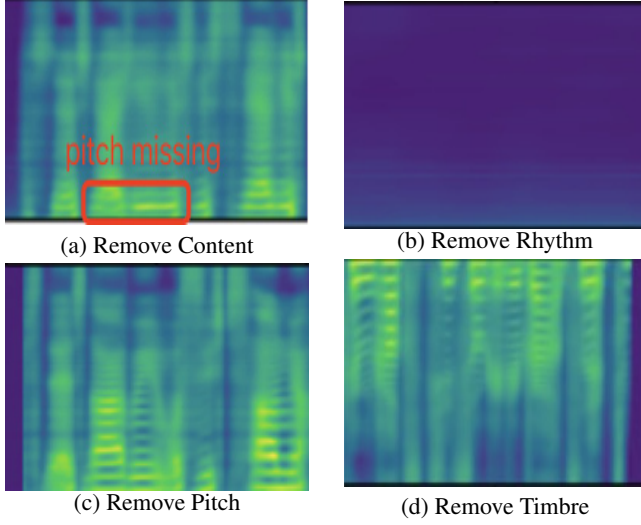 pitch missing
(a) Remove Content
(b) Remove Rhythm
(c) Remove Pitch
(d) Remove Timbre